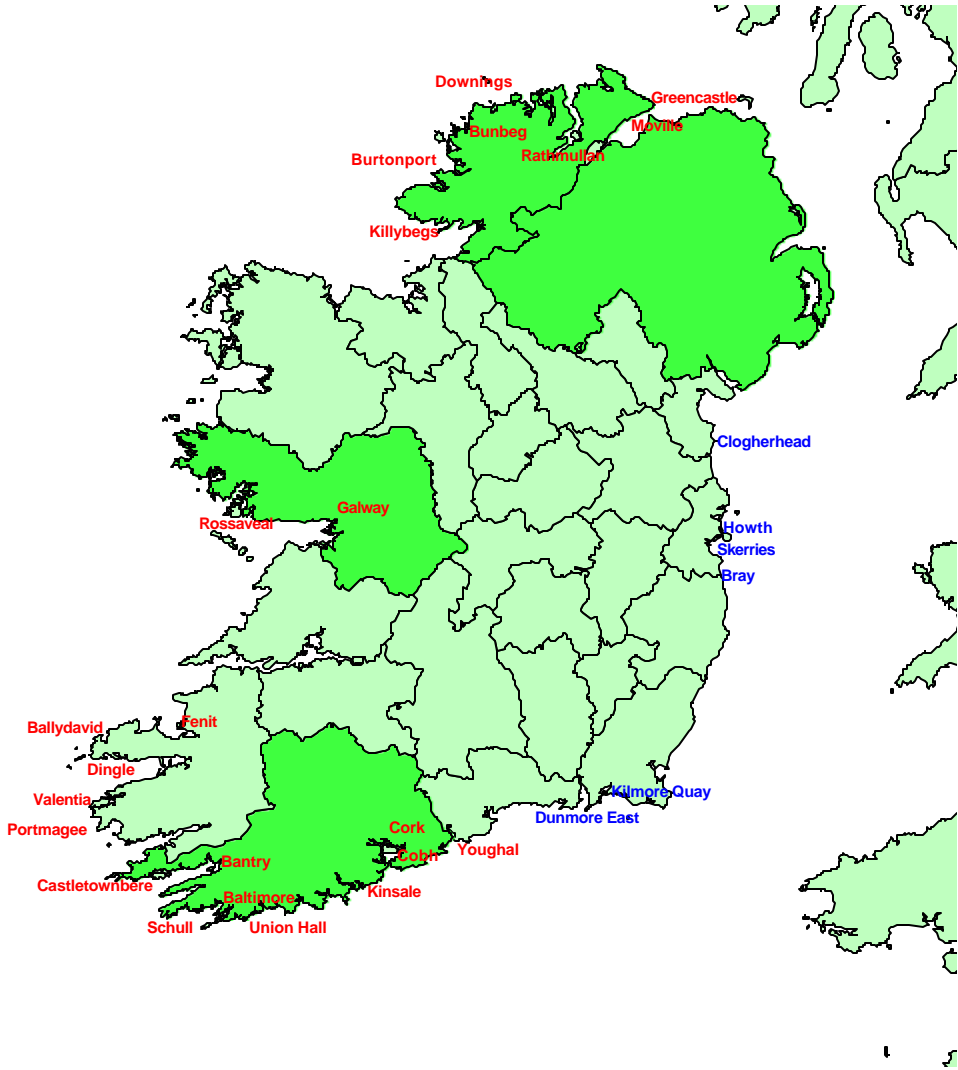 Downings
Greencastle
Moville
Bunbeg
Rathmullan
Burtonport
Killybegs
Clogherhead
Galway
Rossaveal
Howth
Skerries
Bray
Fenit
Ballydavid
Dingle
Valentia
Kilmore Quay
Dunmore East
Portmagee
Cork
Youghal
Cobh
Bantry
Castletownbere
Kinsale
Baltimore
Schull
Union Hall